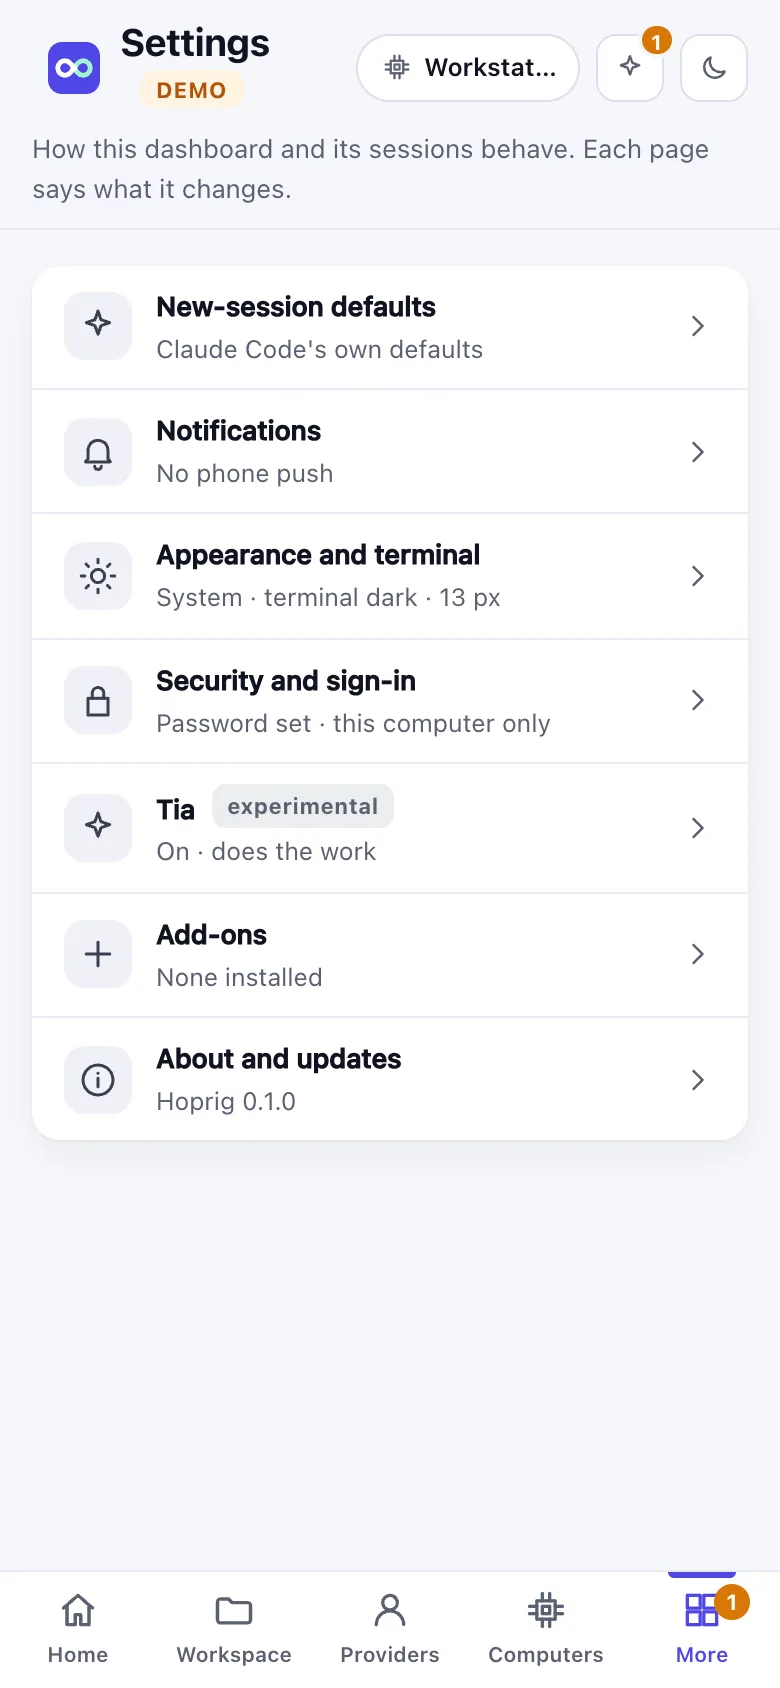 Settings
DEMO
Workstat...
1
How this dashboard and its sessions behave. Each page
says what it changes.
New-session defaults
Claude Code's own defaults
Notifications
No phone push
Appearance and terminal
System · terminal dark · 13 px
Security and sign-in
Password set · this computer only
Tia experimental
On · does the work
Add-ons
None installed
About and updates
Hoprig 0.1.0
1
Home
Workspace
Providers
Computers
More